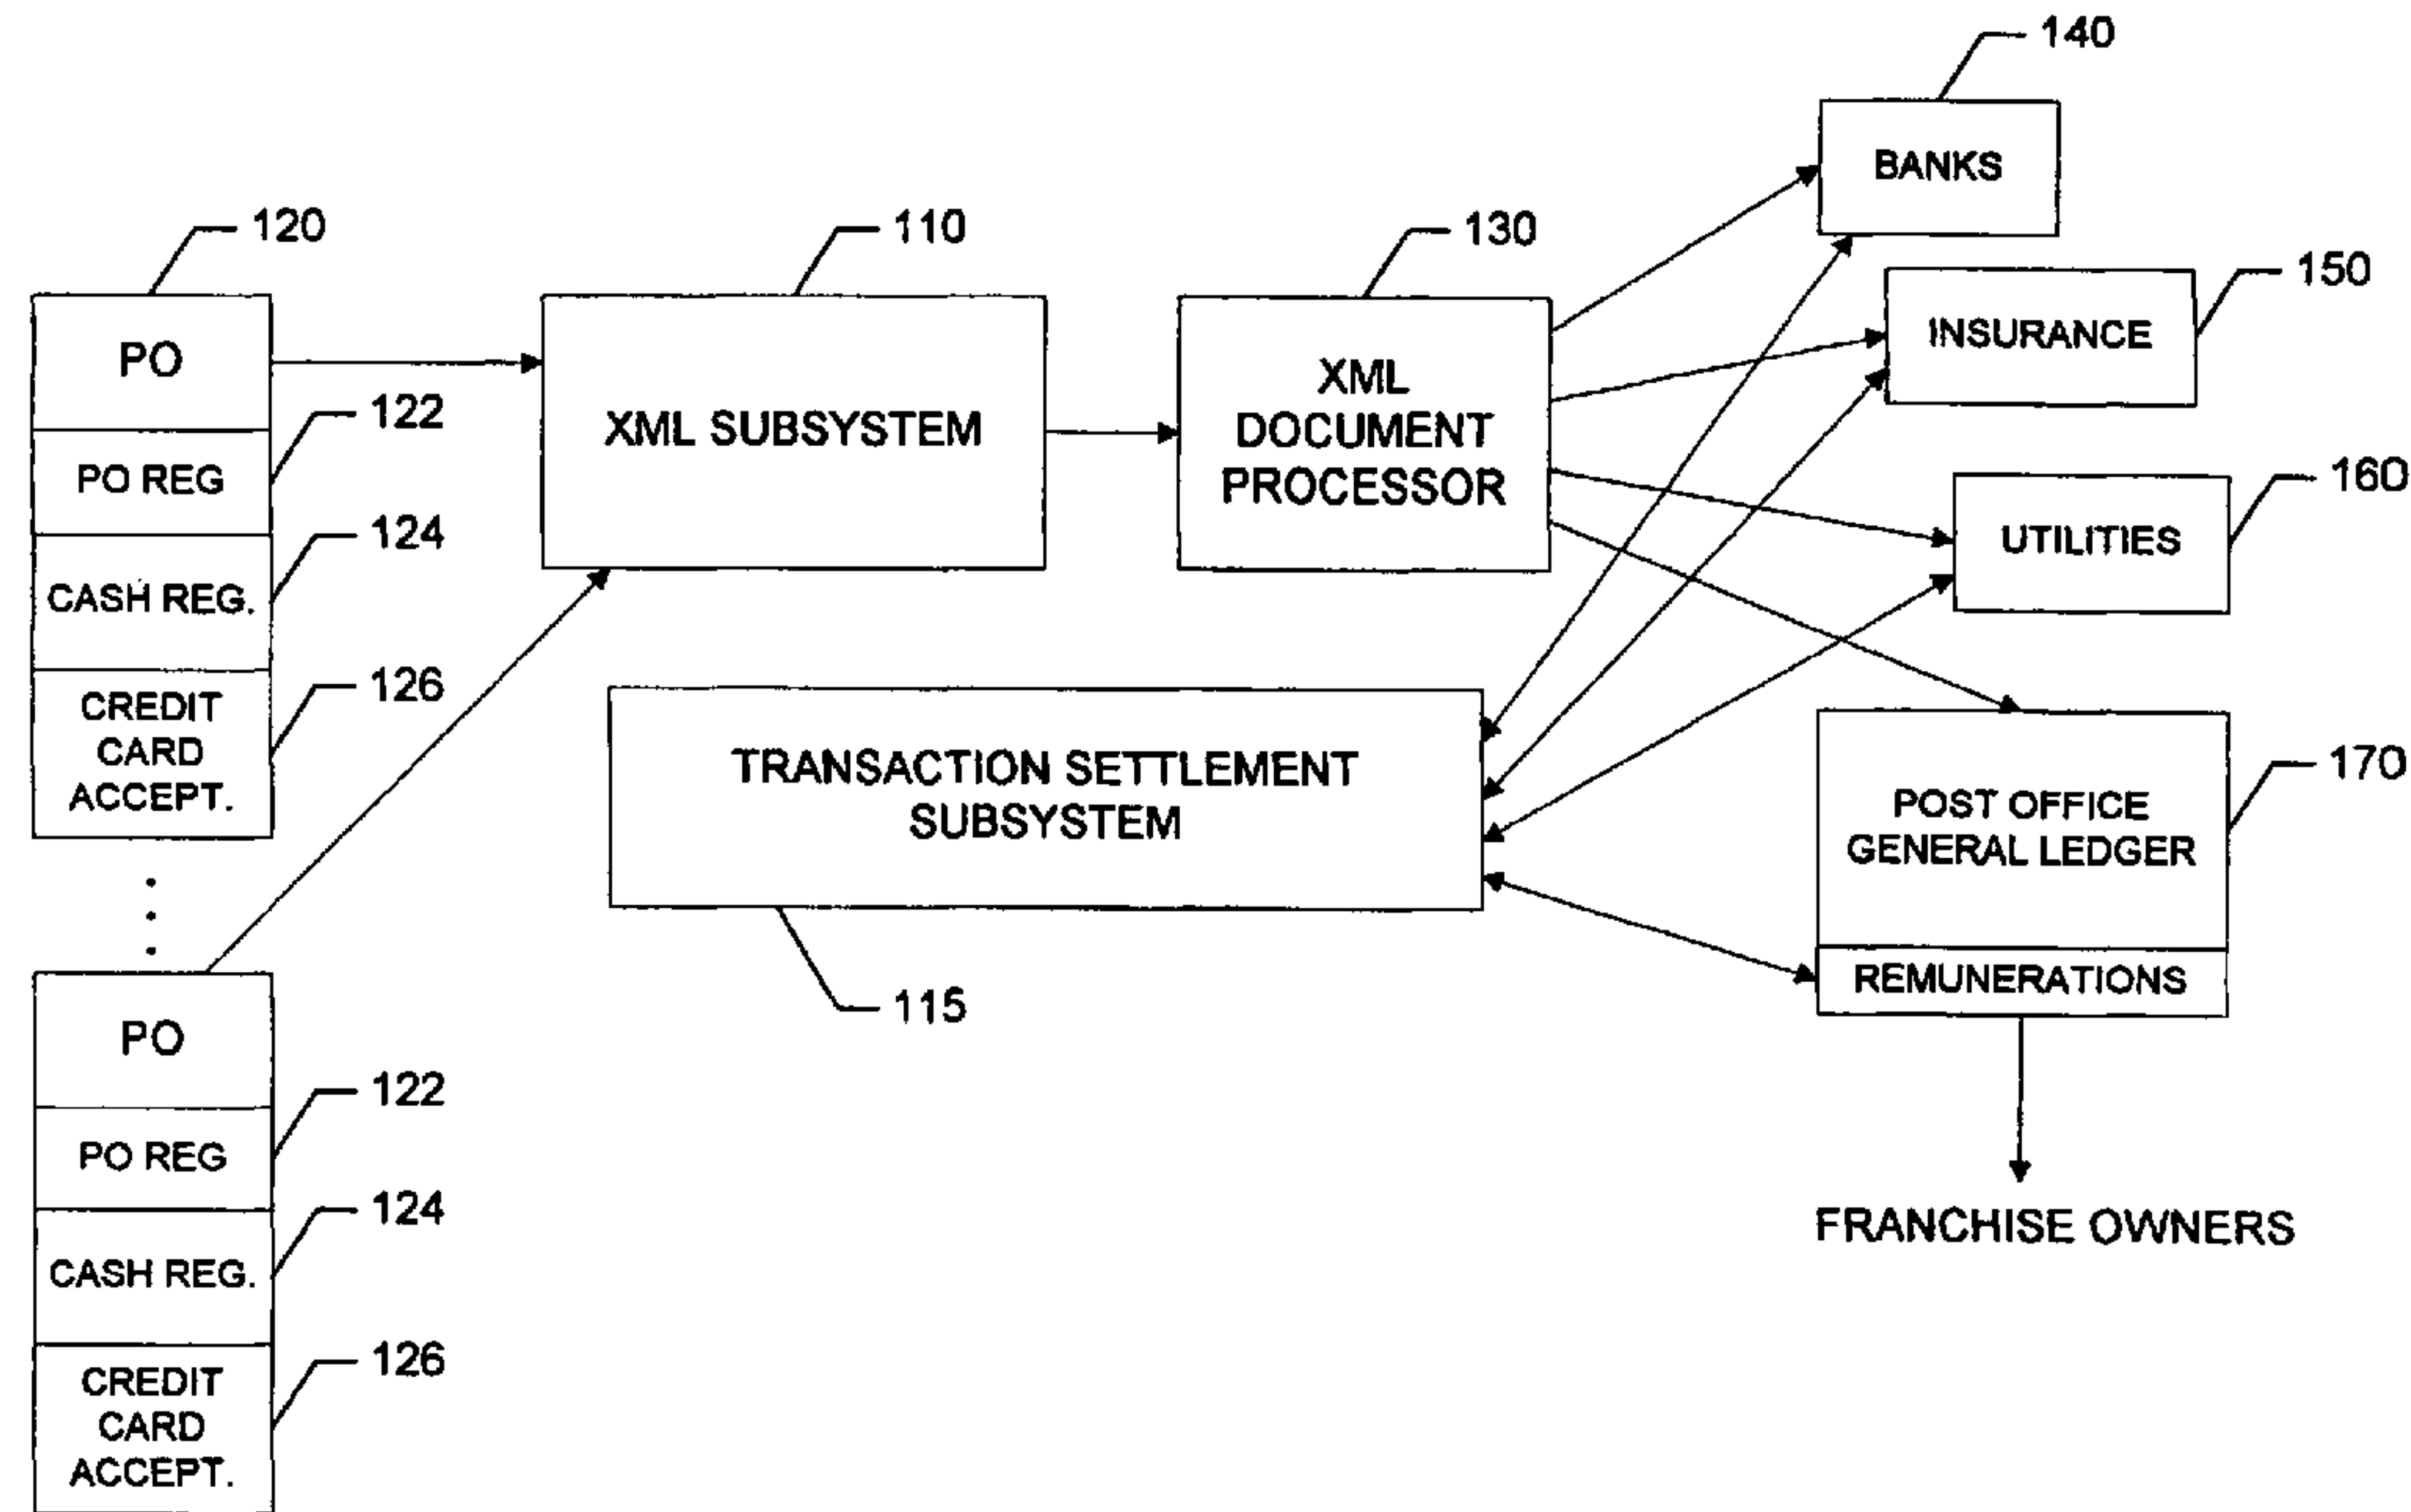 140
BANKS
120
110
130
150
PO
INSURANCE
XML SUBSYSTEM
XML
DOCUMENT
PROCESSOR
122
PO REG
160
UTILITIES
124
CASH REG.
126
CREDIT
CARD
ACCEPT.
TRANSACTION SETTLEMENT
SUBSYSTEM
170
POST OFFICE
GENERAL LEDGER
REMUNERATIONS
115
PO
122
PO REG
124
CASH REG.
FRANCHISE OWNERS
126
CREDIT
CARD
ACCEPT.